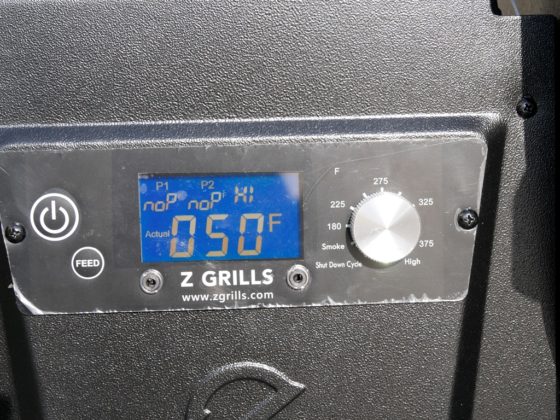 P1 P2 HI
noP noP
Actual 050 F
FEED
Z GRILLS
www.zgrills.com
F
275
225 325
180
Smoke 375
Shut Down Cycle High